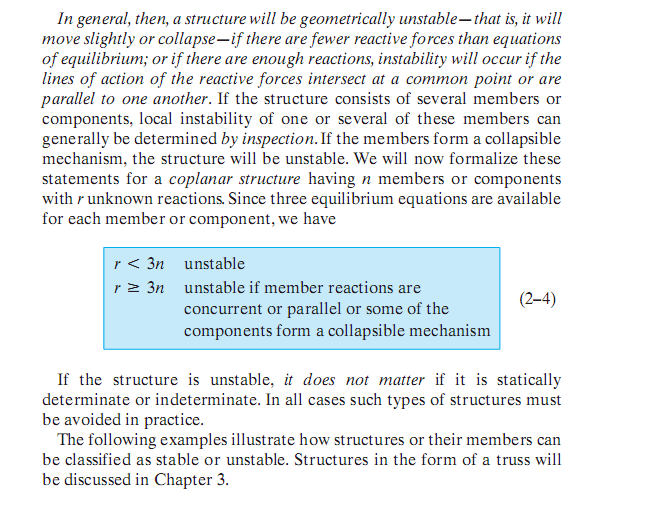 In general, then, a structure will be geometrically unstable—that is, it will
move slightly or collapse—if there are fewer reactive forces than equations
of equilibrium; or if there are enough reactions, instability will occur if the
lines of action of the reactive forces intersect at a common point or are
parallel to one another. If the structure consists of several members or
components, local instability of one or several of these members can
generally be determined by inspection. If the members form a collapsible
mechanism, the structure will be unstable. We will now formalize these
statements for a coplanar structure having n members or components
with r unknown reactions. Since three equilibrium equations are available
for each member or component, we have
r < 3n unstable
r ≥ 3n unstable if member reactions are
concurrent or parallel or some of the
components form a collapsible mechanism
(2–4)
If the structure is unstable, it does not matter if it is statically
determinate or indeterminate. In all cases such types of structures must
be avoided in practice.
The following examples illustrate how structures or their members can
be classified as stable or unstable. Structures in the form of a truss will
be discussed in Chapter 3.